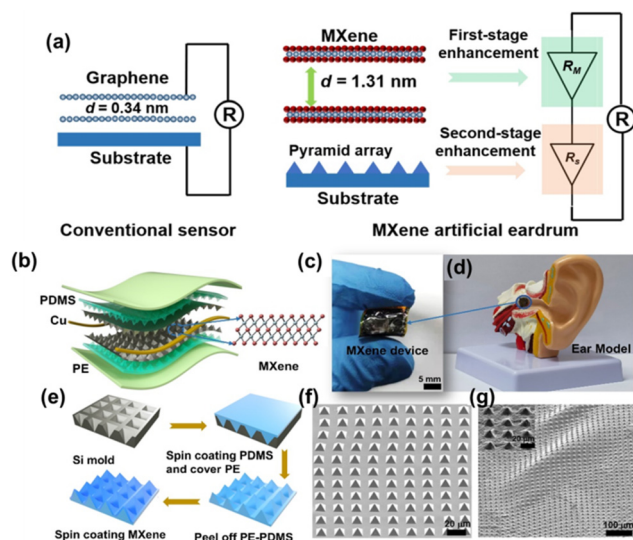 (a)
Graphene
d = 0.34 nm
Substrate
Conventional sensor
R
MXene
d = 1.31 nm
Pyramid array
Substrate
First-stage
enhancement
Second-stage
enhancement
RM
Rs
R
MXene artificial eardrum
(b)
PDMS
Cu
PE
MXene
(c)
MXene device
5 mm
(d)
Ear Model
(e)
Si mold
Spin coating PDMS
and cover PE
Peel off PE-PDMS
Spin coating MXene
(f)
20 μm
(g)
20 μm
100 μm